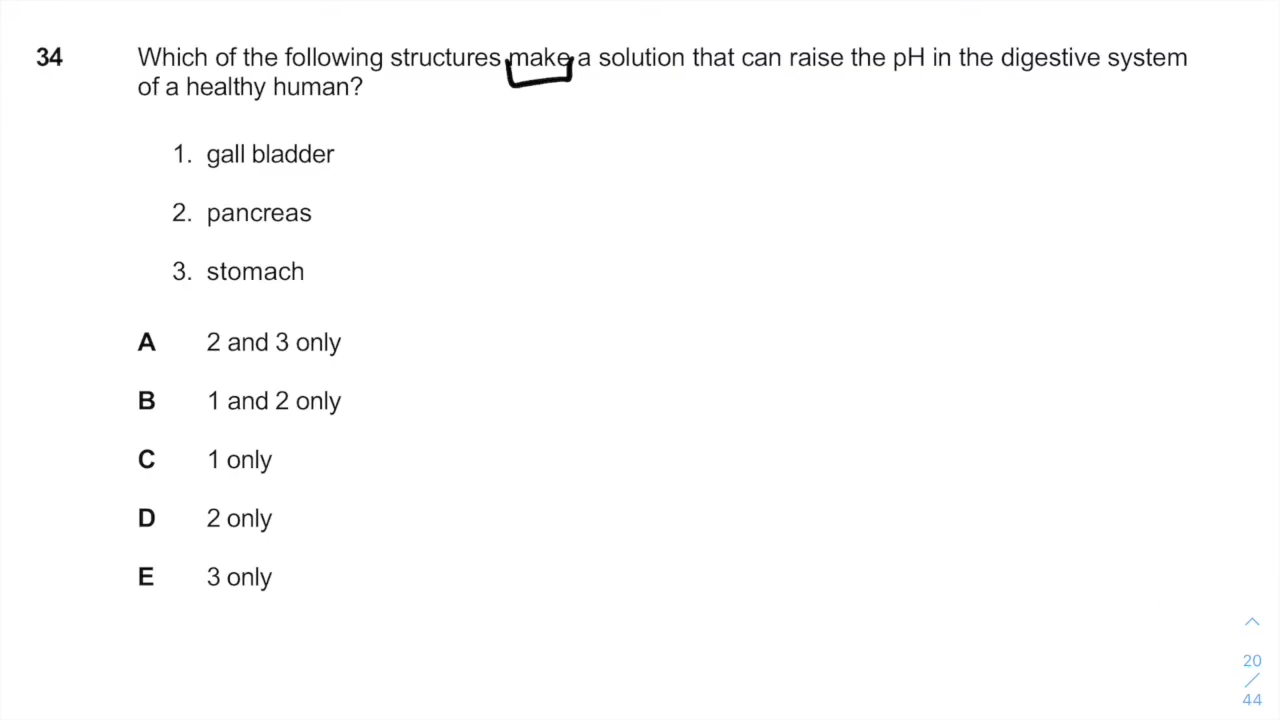 34 Which of the following structures make a solution that can raise the pH in the digestive system
of a healthy human?
1. gall bladder
2. pancreas
3. stomach
A 2 and 3 only
B 1 and 2 only
C 1 only
D 2 only
E 3 only
20
/
44